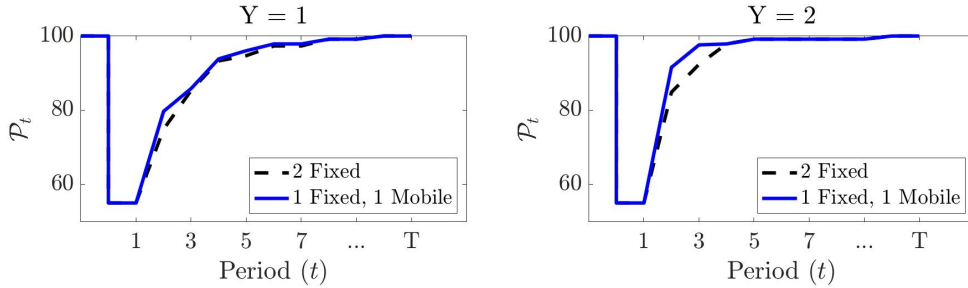 Y = 1
100
80
60
𝒫t
2 Fixed
1 Fixed, 1 Mobile
1 3 5 7 ... T
Period (t)
Y = 2
100
80
60
𝒫t
2 Fixed
1 Fixed, 1 Mobile
1 3 5 7 ... T
Period (t)